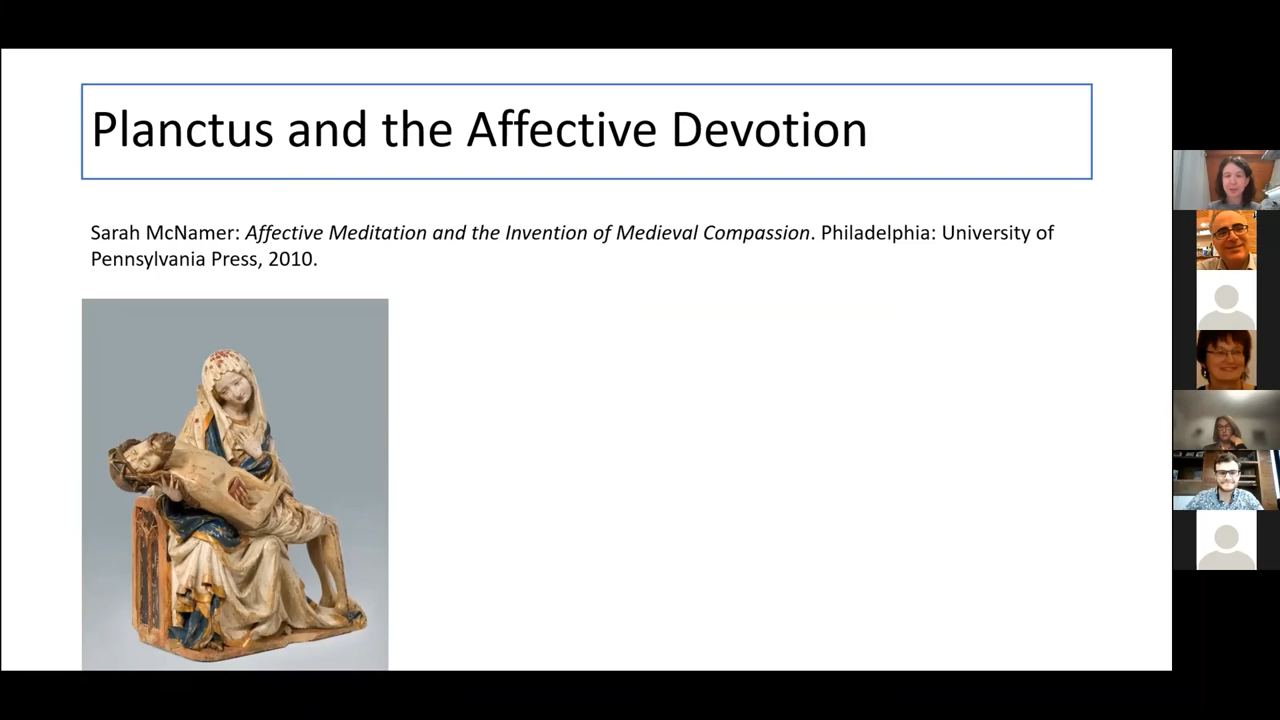 Planctus and the Affective Devotion
Sarah McNamer: Affective Meditation and the Invention of Medieval Compassion. Philadelphia: University of
Pennsylvania Press, 2010.